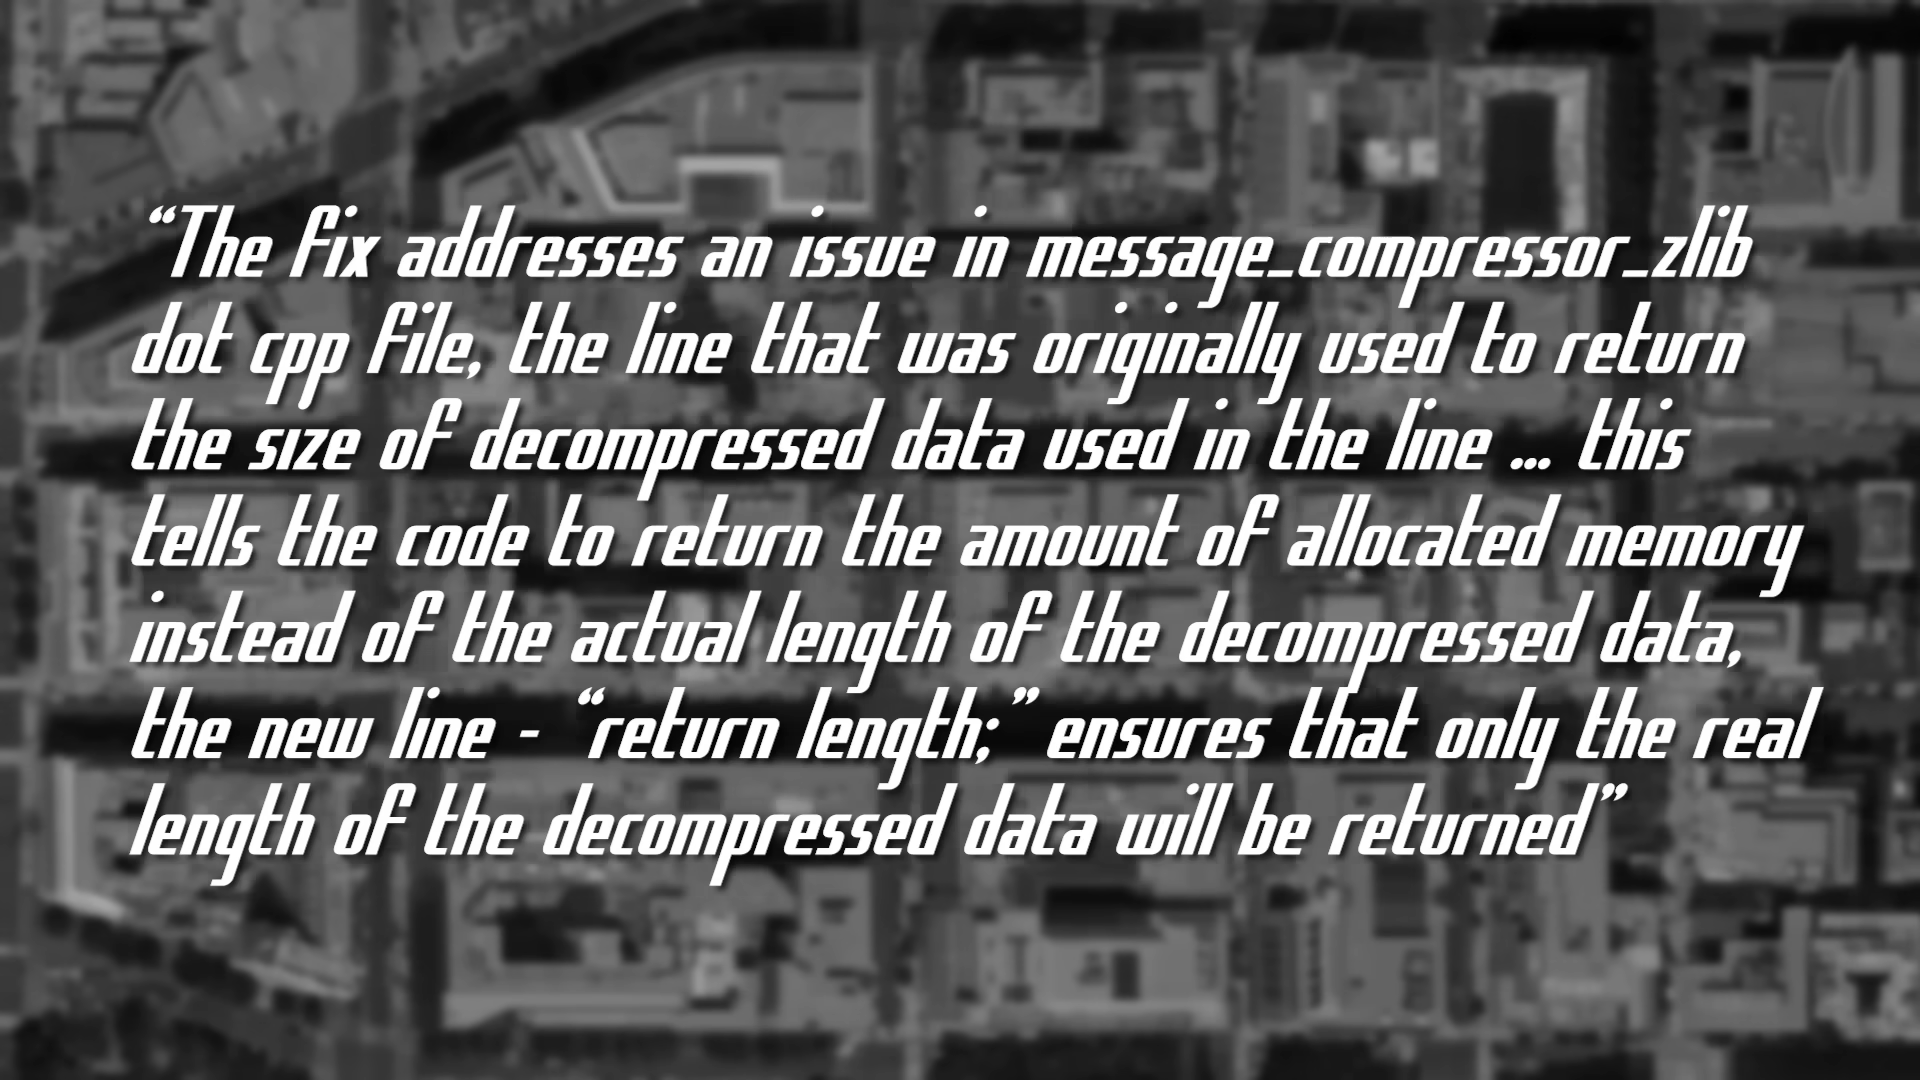 “The fix addresses an issue in message_compressor_zlib
dot cpp file, the line that was originally used to return
the size of decompressed data used in the line ... this
tells the code to return the amount of allocated memory
instead of the actual length of the decompressed data,
the new line - “return length;” ensures that only the real
length of the decompressed data will be returned”